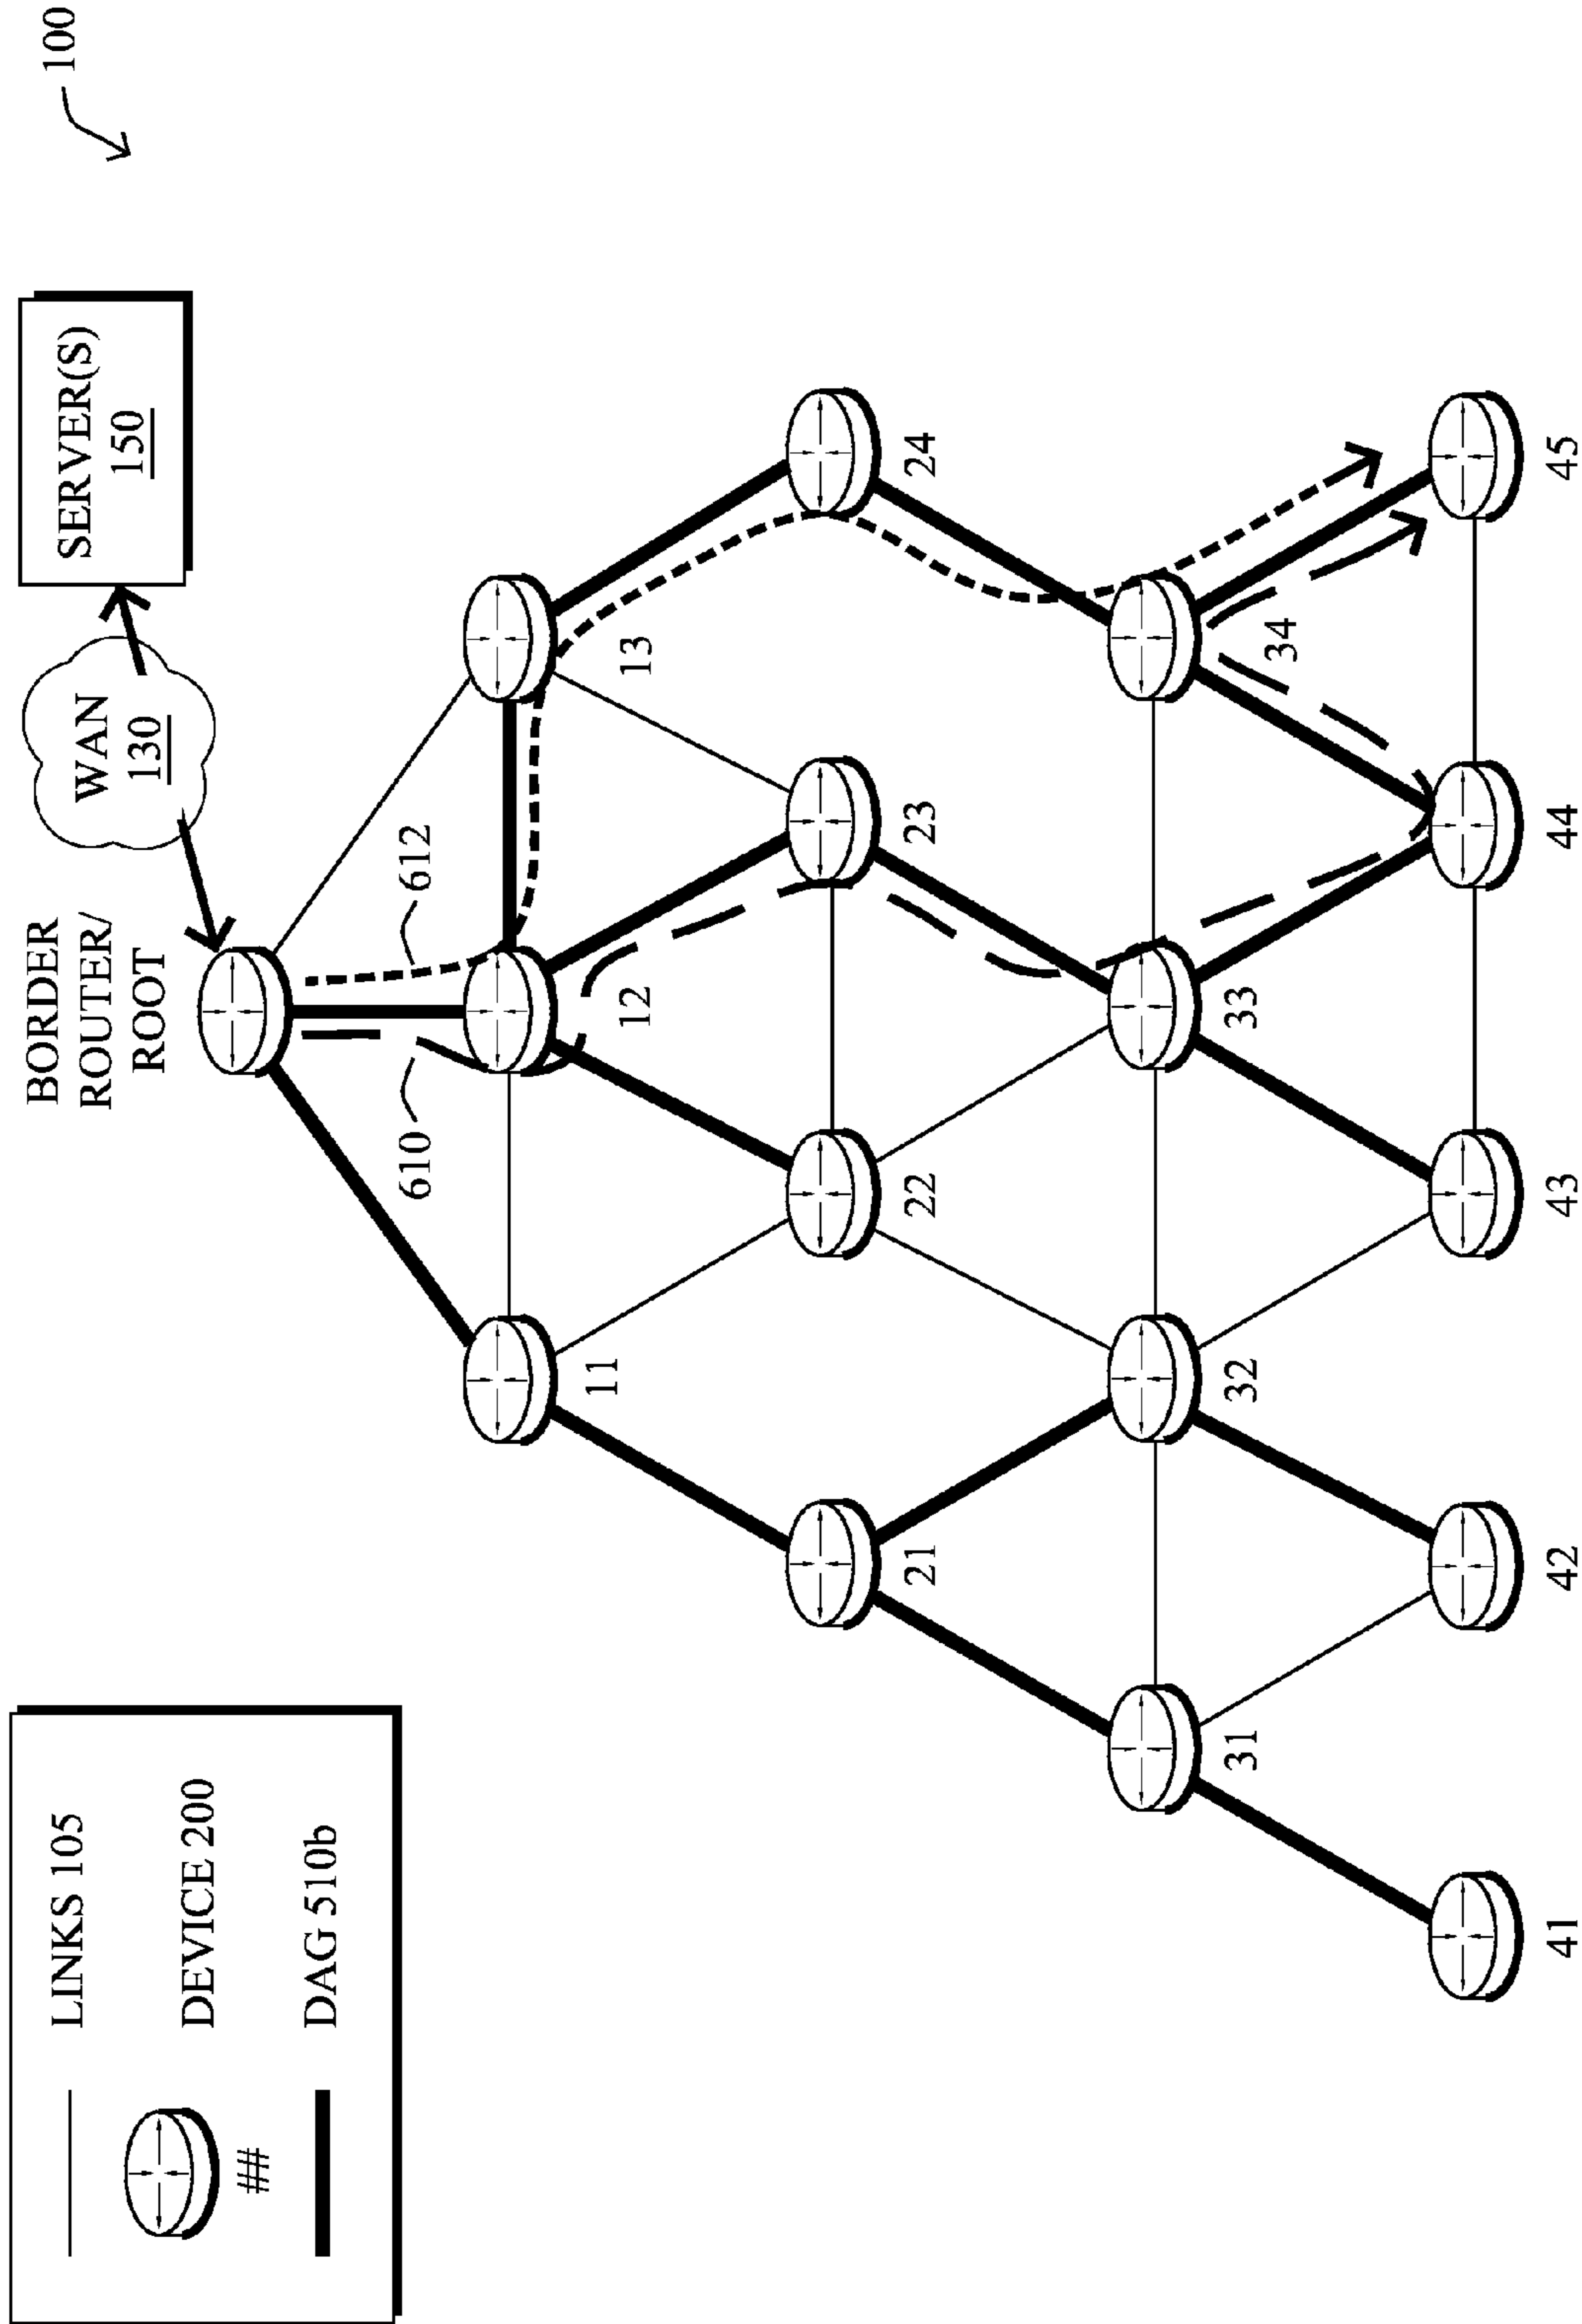 100
LINKS 105
DEVICE 200
##
DAG 510b
BORDER
ROUTER/
ROOT
WAN
130
SERVER(S)
150
610
612
11
12
13
21
22
23
24
31
32
33
34
41
42
43
44
45